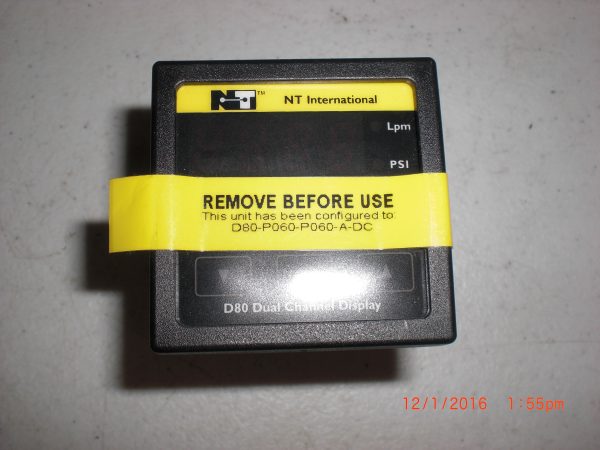 NT™ NT International
Lpm
PSI
REMOVE BEFORE USE
This unit has been configured to:
D80-P060-P060-A-DC
D80 Dual Channel Display
12/1/2016 1:55pm